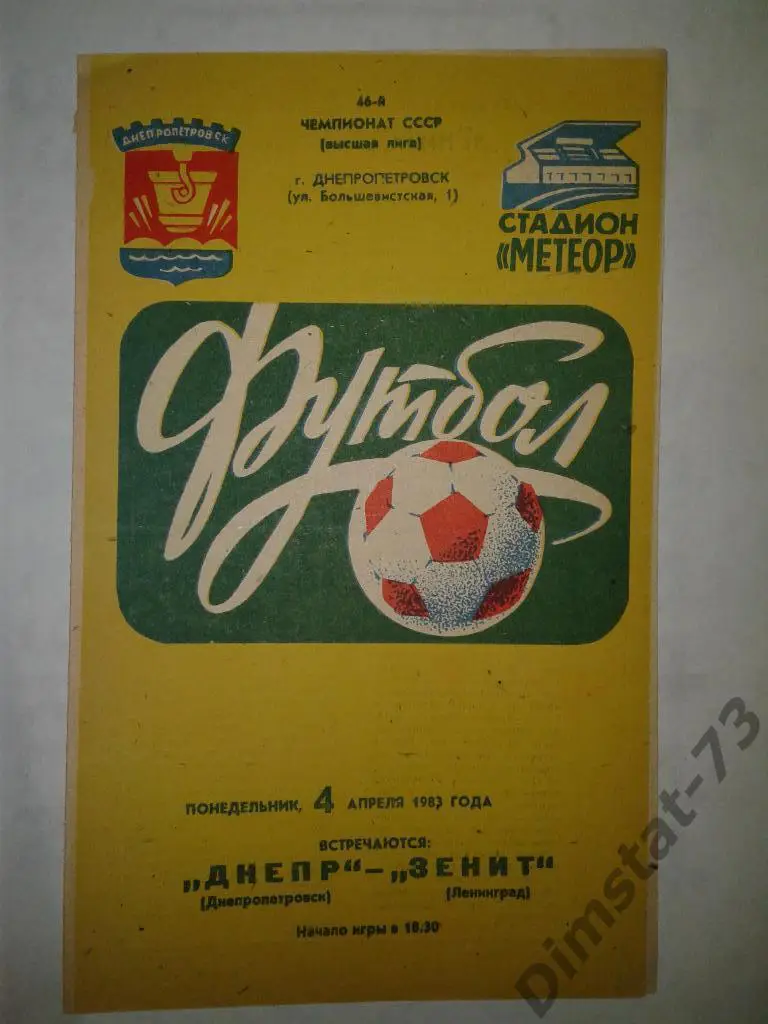 ДНЕПРОПЕТРОВСК
46-й
ЧЕМПИОНАТ СССР
(высшая лига)
г. ДНЕПРОПЕТРОВСК
(ул. Большевистская, 1)
СТАДИОН
«МЕТЕОР»
Футбол
ПОНЕДЕЛЬНИК, 4 АПРЕЛЯ 1983 ГОДА
ВСТРЕЧАЮТСЯ:
„ДНЕПР“ – „ЗЕНИТ“
(Днепропетровск) (Ленинград)
Начало игры в 18.30
Dimstat-73